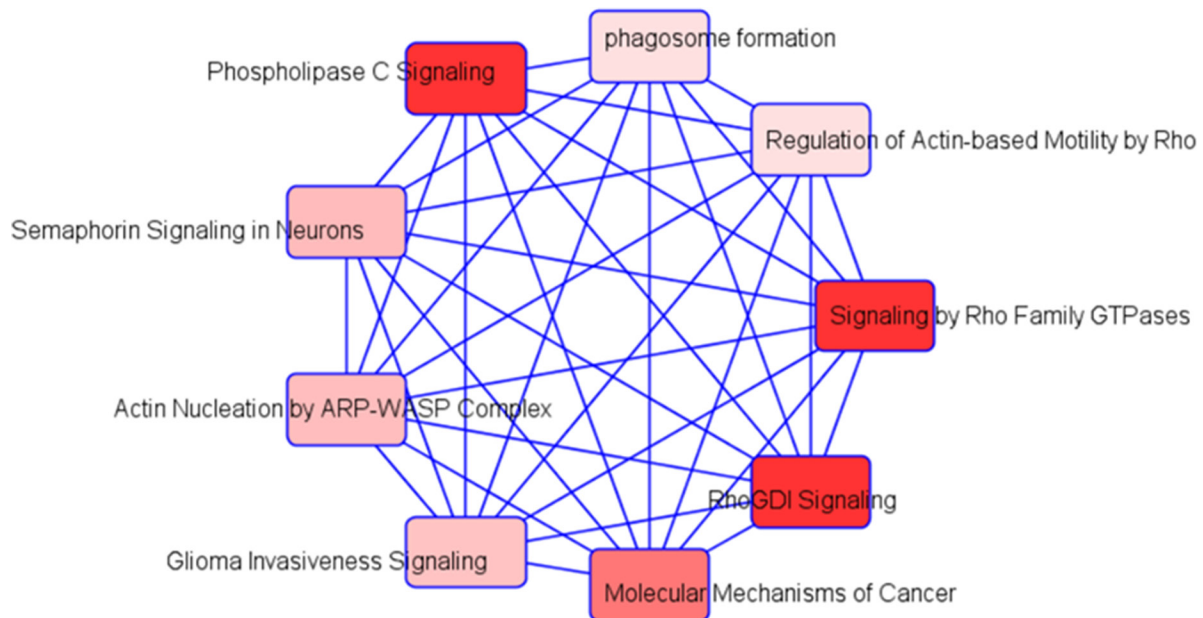 phagosome formation
Phospholipase C Signaling
Regulation of Actin-based Motility by Rho
Semaphorin Signaling in Neurons
Signaling by Rho Family GTPases
Actin Nucleation by ARP-WASP Complex
RhoGDI Signaling
Glioma Invasiveness Signaling
Molecular Mechanisms of Cancer